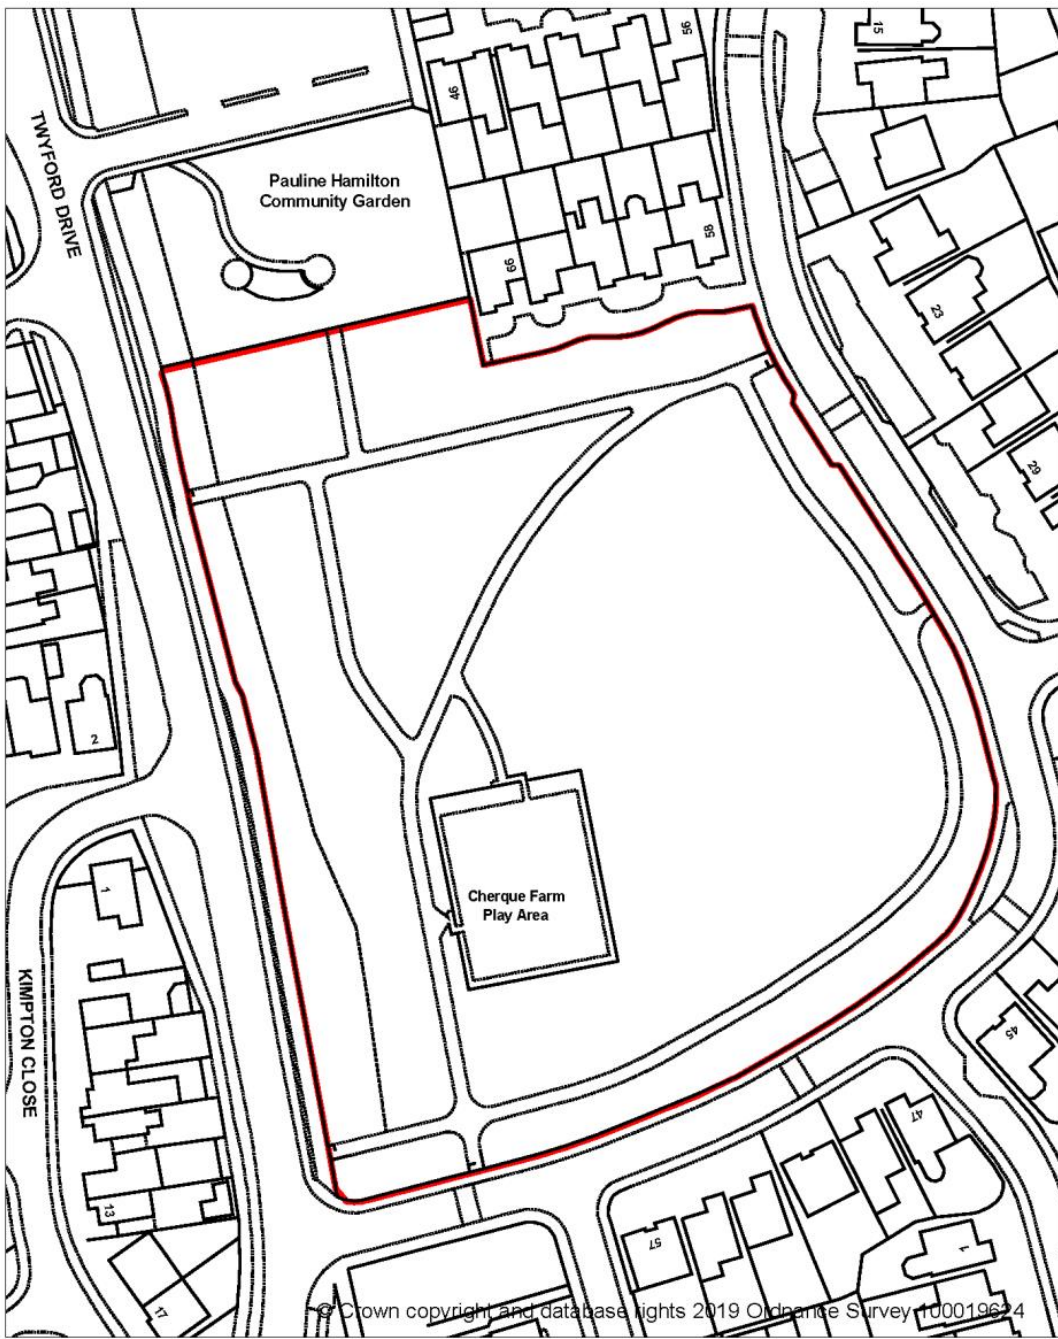 15
56
46
TWYFORD DRIVE
Pauline Hamilton
Community Garden
58
66
23
29
2
1
Cherque Farm
Play Area
KIMPTON CLOSE
45
47
13
57
1
17
© Crown copyright and database rights 2019 Ordnance Survey 100019624